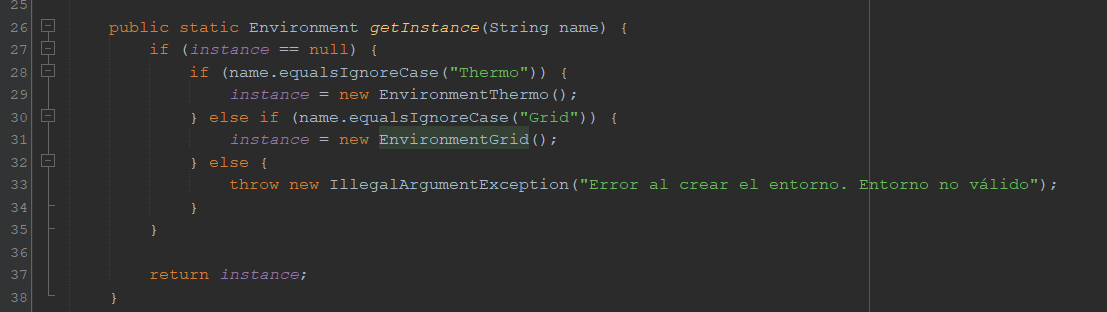 25
26 public static Environment getInstance(String name) {
27 if (instance == null) {
28 if (name.equalsIgnoreCase("Thermo")) {
29 instance = new EnvironmentThermo();
30 } else if (name.equalsIgnoreCase("Grid")) {
31 instance = new EnvironmentGrid();
32 } else {
33 throw new IllegalArgumentException("Error al crear el entorno. Entorno no válido");
34 }
35 }
36
37 return instance;
38 }